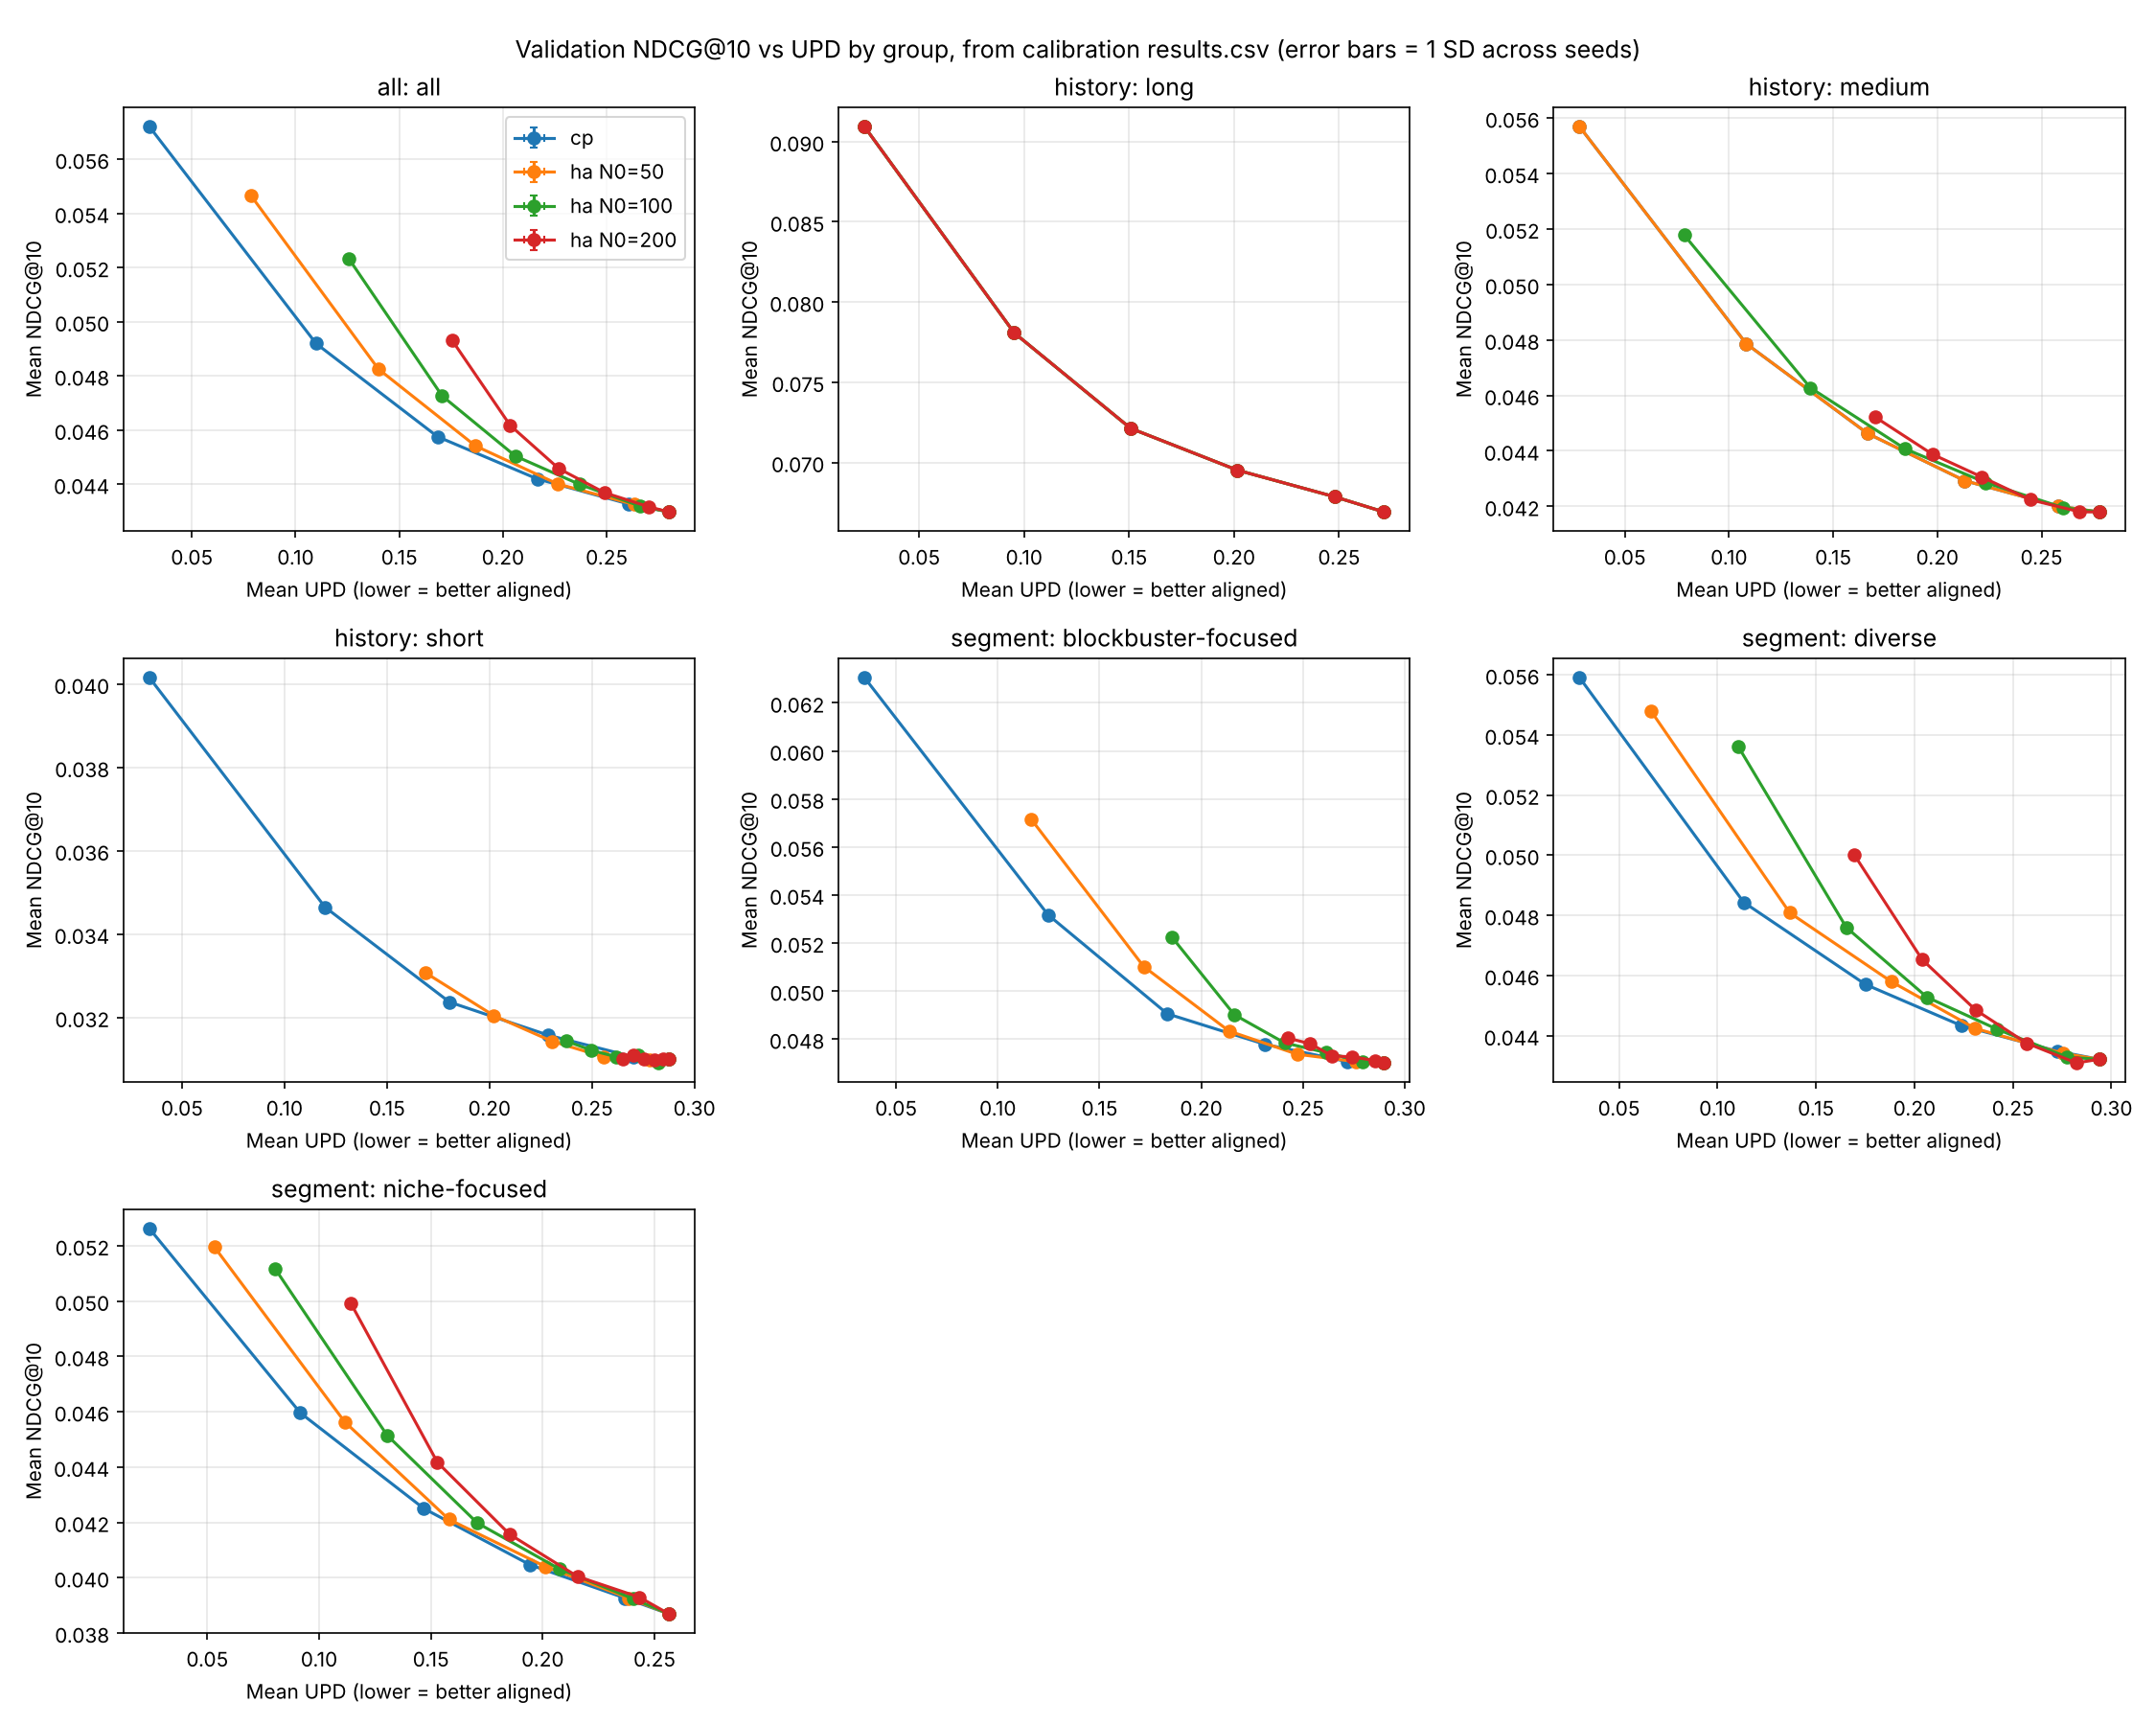 Validation NDCG@10 vs UPD by group, from calibration results.csv (error bars = 1 SD across seeds)
all: all
0.056
0.054
0.052
0.050
0.048
0.046
0.044
Mean NDCG@10
cp
ha N0=50
ha N0=100
ha N0=200
0.05 0.10 0.15 0.20 0.25
Mean UPD (lower = better aligned)
history: long
0.090
0.085
0.080
0.075
0.070
Mean NDCG@10
0.05 0.10 0.15 0.20 0.25
Mean UPD (lower = better aligned)
history: medium
0.056
0.054
0.052
0.050
0.048
0.046
0.044
0.042
Mean NDCG@10
0.05 0.10 0.15 0.20 0.25
Mean UPD (lower = better aligned)
history: short
0.040
0.038
0.036
0.034
0.032
Mean NDCG@10
0.05 0.10 0.15 0.20 0.25 0.30
Mean UPD (lower = better aligned)
segment: blockbuster-focused
0.062
0.060
0.058
0.056
0.054
0.052
0.050
0.048
Mean NDCG@10
0.05 0.10 0.15 0.20 0.25 0.30
Mean UPD (lower = better aligned)
segment: diverse
0.056
0.054
0.052
0.050
0.048
0.046
0.044
Mean NDCG@10
0.05 0.10 0.15 0.20 0.25 0.30
Mean UPD (lower = better aligned)
segment: niche-focused
0.052
0.050
0.048
0.046
0.044
0.042
0.040
0.038
Mean NDCG@10
0.05 0.10 0.15 0.20 0.25
Mean UPD (lower = better aligned)